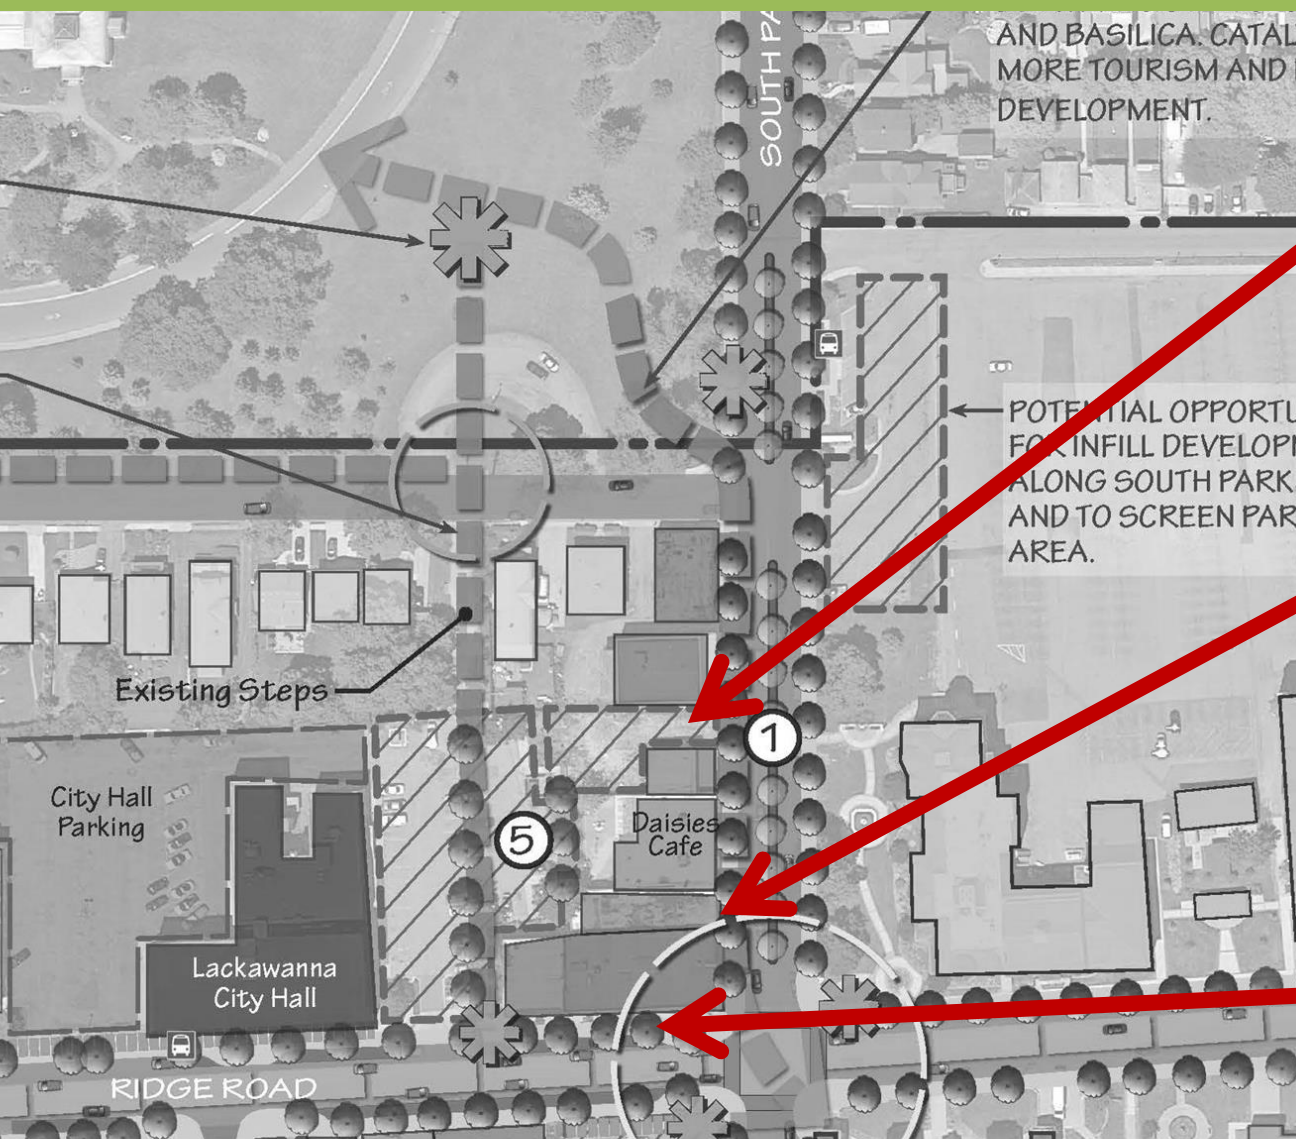 AND BASILICA. CATAL
MORE TOURISM AND
DEVELOPMENT.
SOUTH PA
POTENTIAL OPPORTU
FOR INFILL DEVELOPM
ALONG SOUTH PARK
AND TO SCREEN PAR
AREA.
Existing Steps
1
City Hall
Parking
5
Daisies
Cafe
Lackawanna
City Hall
RIDGE ROAD